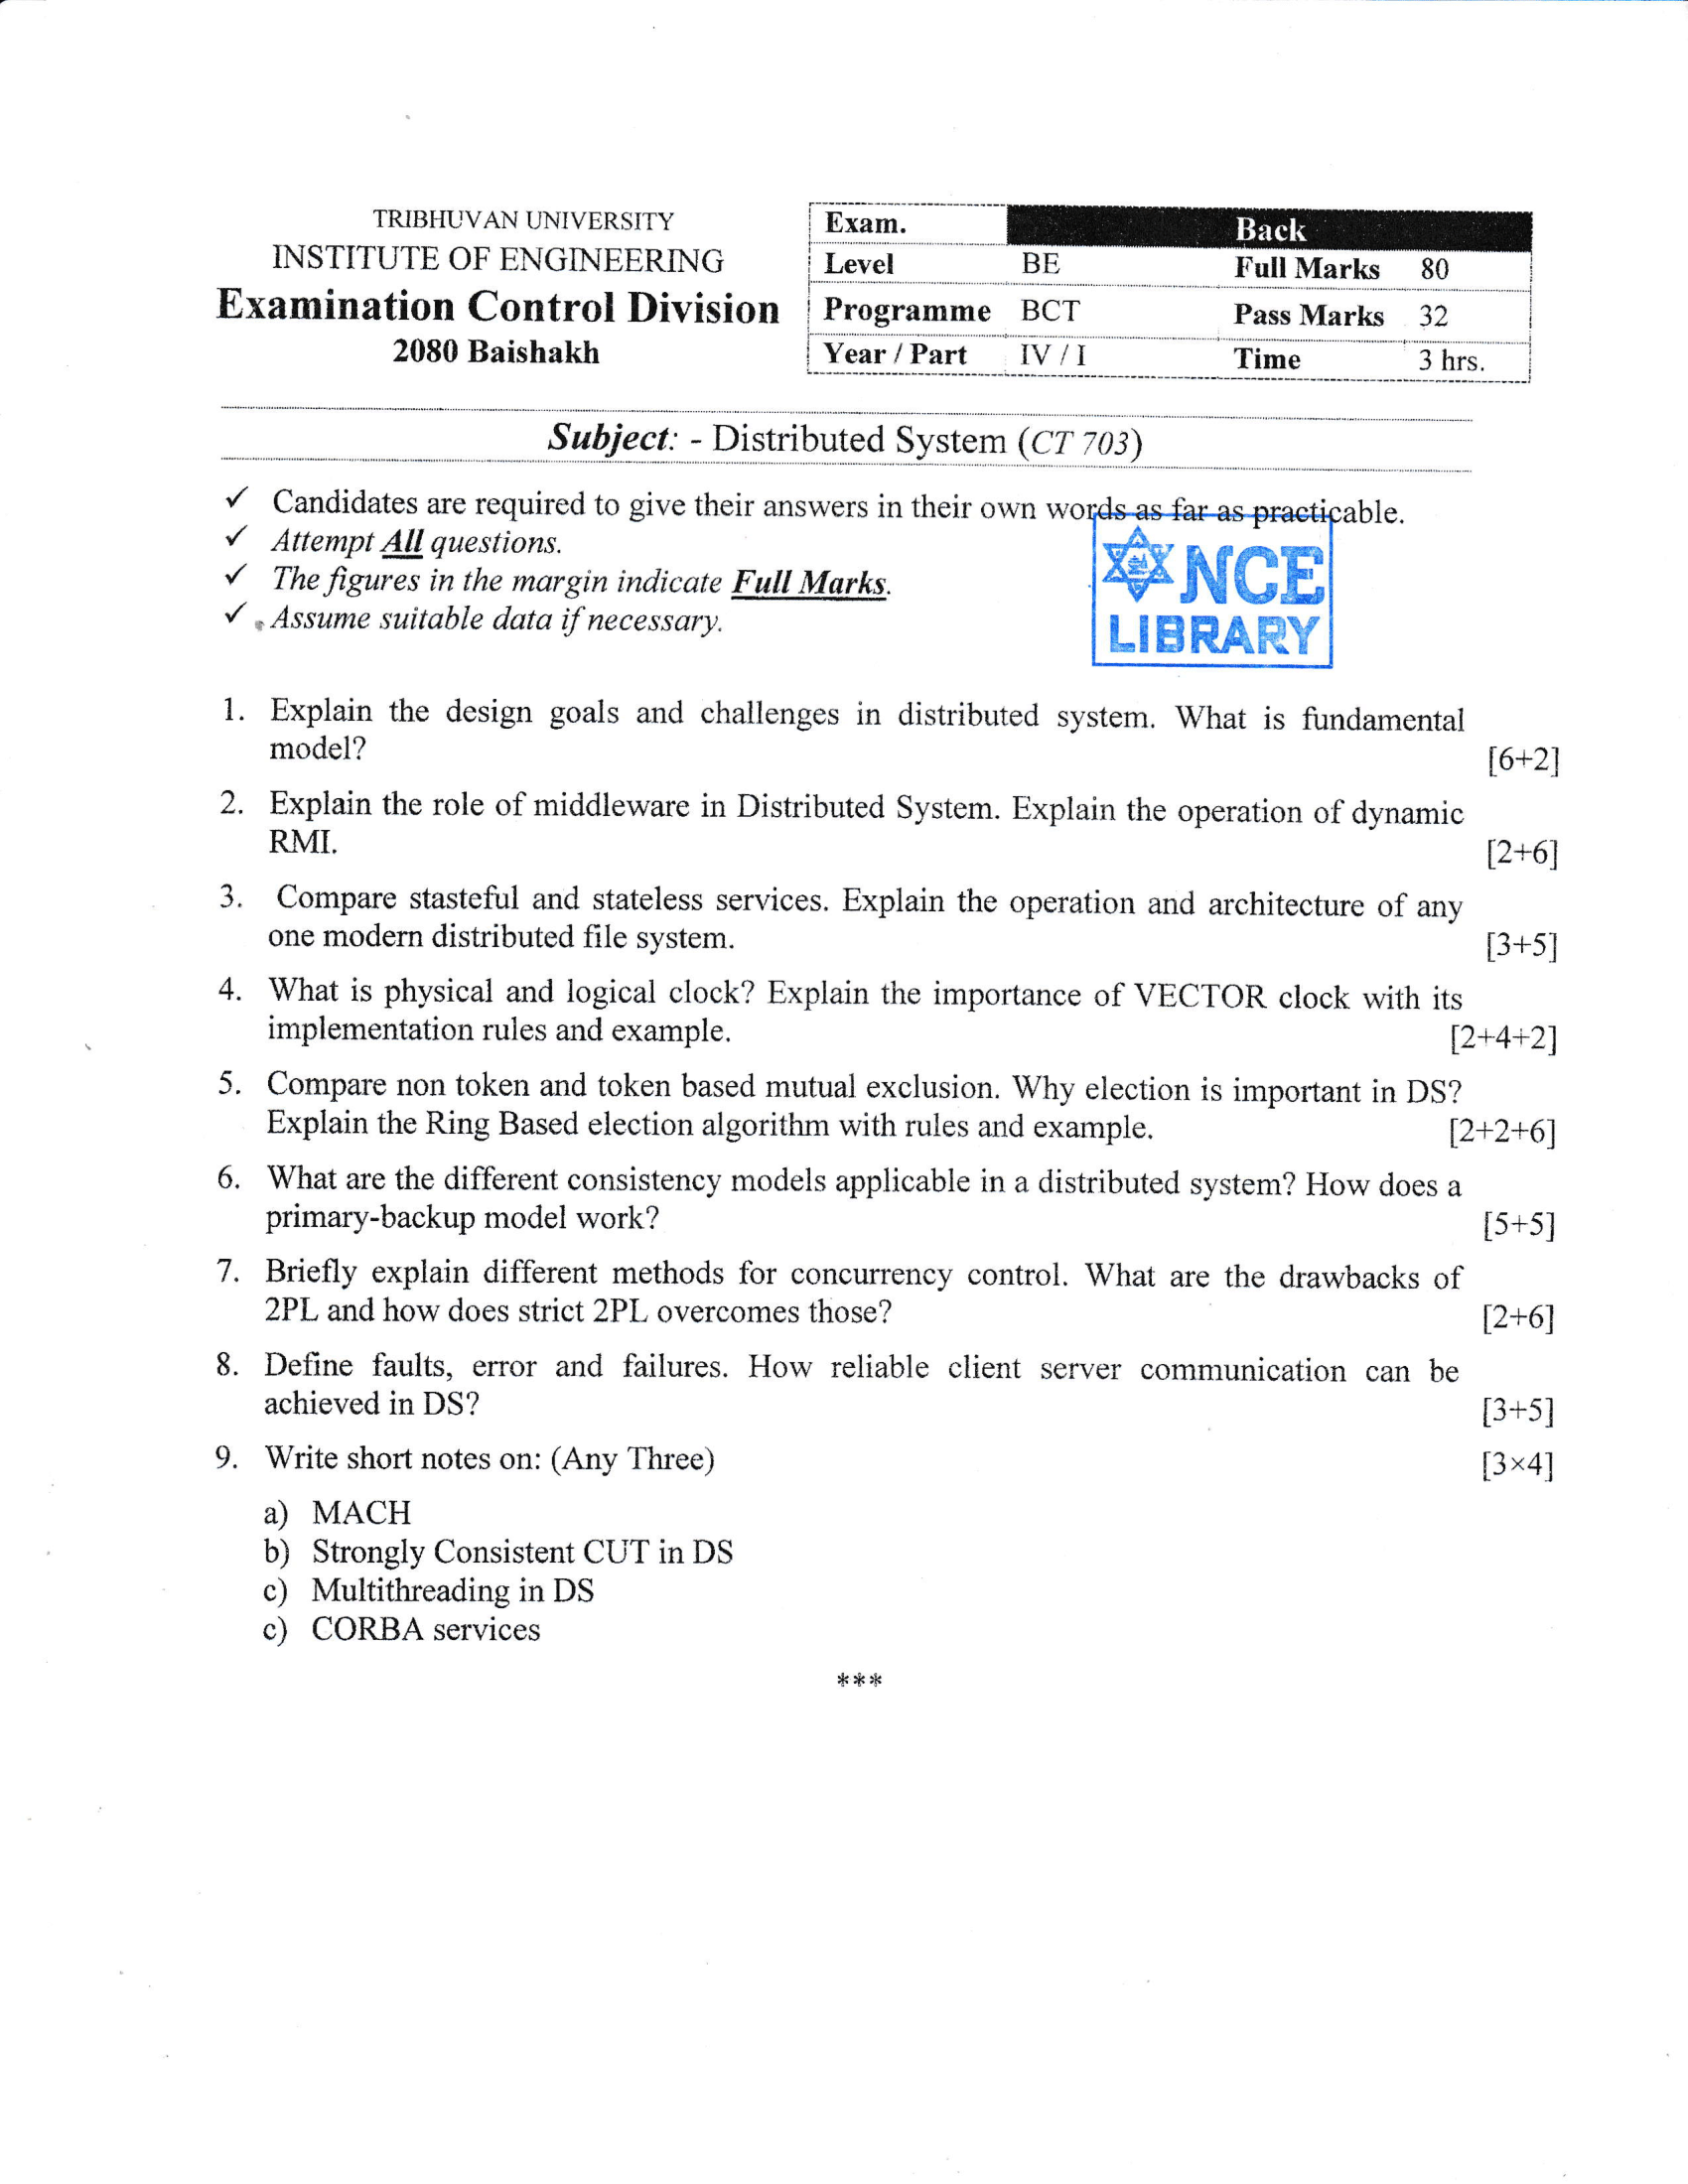 TRIBHUVAN UNIVERSITY
INSTITUTE OF ENGINEERING
Examination Control Division
2080 Baishakh
Exam. Back
Level BE Full Marks 80
Programme BCT Pass Marks 32
Year / Part IV / I Time 3 hrs.
Subject: - Distributed System (CT 703)
✓ Candidates are required to give their answers in their own words as far as practicable.
✓ Attempt All questions.
✓ The figures in the margin indicate Full Marks.
✓ Assume suitable data if necessary.
NCE
LIBRARY
1. Explain the design goals and challenges in distributed system. What is fundamental
model? [6+2]
2. Explain the role of middleware in Distributed System. Explain the operation of dynamic
RMI. [2+6]
3. Compare stasteful and stateless services. Explain the operation and architecture of any
one modern distributed file system. [3+5]
4. What is physical and logical clock? Explain the importance of VECTOR clock with its
implementation rules and example. [2+4+2]
5. Compare non token and token based mutual exclusion. Why election is important in DS?
Explain the Ring Based election algorithm with rules and example. [2+2+6]
6. What are the different consistency models applicable in a distributed system? How does a
primary-backup model work? [5+5]
7. Briefly explain different methods for concurrency control. What are the drawbacks of
2PL and how does strict 2PL overcomes those? [2+6]
8. Define faults, error and failures. How reliable client server communication can be
achieved in DS? [3+5]
9. Write short notes on: (Any Three) [3×4]
a) MACH
b) Strongly Consistent CUT in DS
c) Multithreading in DS
c) CORBA services
***